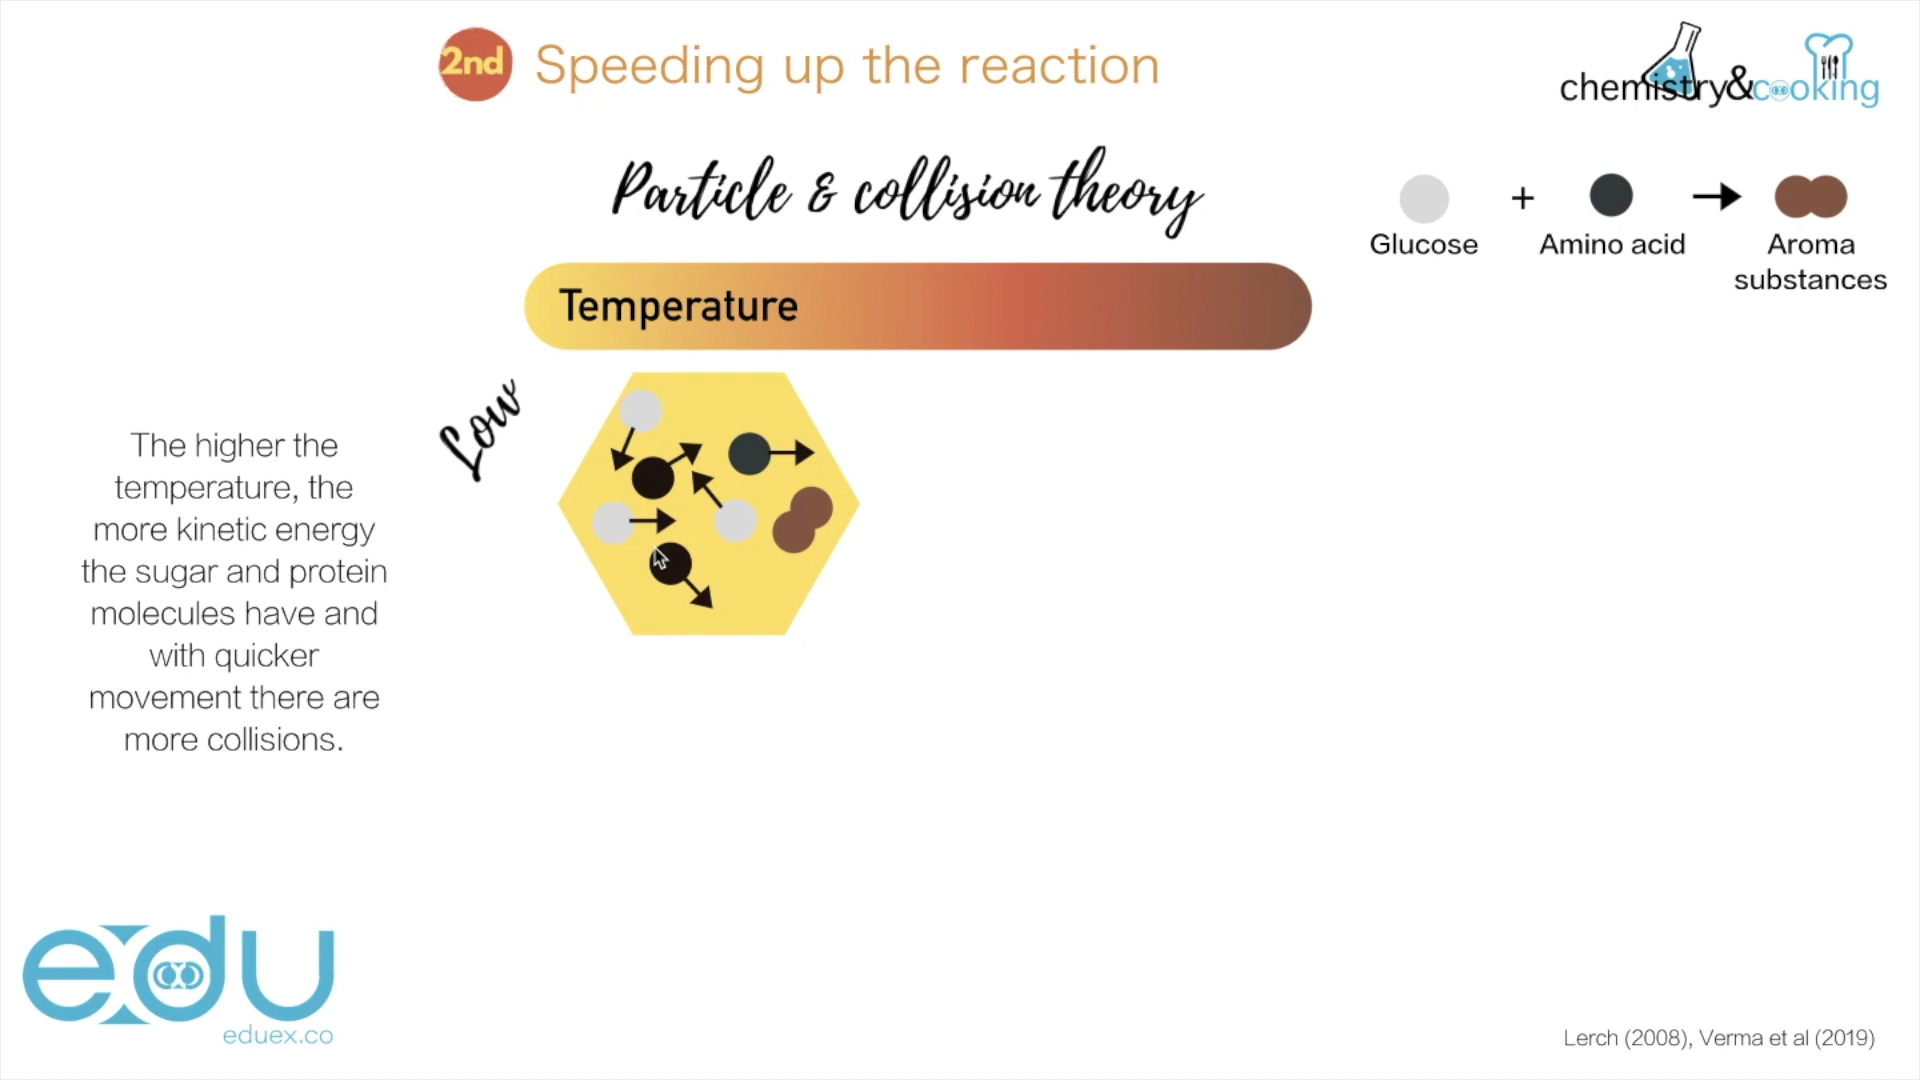 2nd Speeding up the reaction
chemistry&cooking
Particle & collision theory
+
Glucose
Amino acid
Aroma
substances
Temperature
Low
The higher the
temperature, the
more kinetic energy
the sugar and protein
molecules have and
with quicker
movement there are
more collisions.
edu
eduex.co
Lerch (2008), Verma et al (2019)